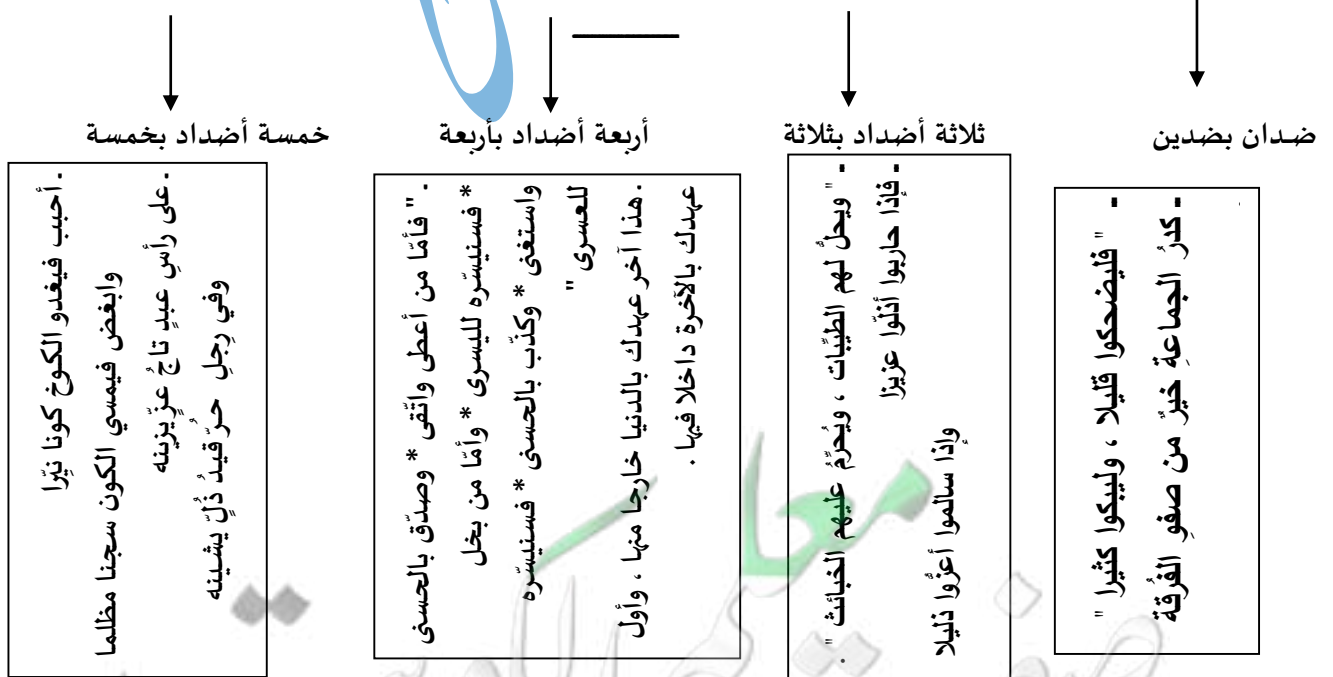 ضدان بضدين
ثلاثة أضداد بثلاثة
أربعة أضداد بأربعة
خمسة أضداد بخمسة
- " فليضحكوا قليلا ، وليبكوا كثيرا "
- كدرُ الجماعةِ خيرٌ من صفوِ الفُرقة
- "ويحلّ لهم الطيّبات ، ويُحرّمُ عليهم الخبائث " .
- فإذا حاربوا أذلّوا عزيزا
وإذا سالموا أعزّوا ذليلا
. " فأمّا من أعطى واتّقى * وصدّق بالحسنى
* فسنيسّره لليسرى * وأمّا من بخل
واستغنى * وكذّب بالحسنى * فسنيسّره
للعسرى "
. هذا آخر عهدك بالدنيا خارجا منها ، وأول
عهدك بالآخرة داخلا فيها .
. أحبب فيغدو الكوخ كونا نيّرا
وابغض فيمسي الكون سجنا مظلما
. على رأسِ عبدٍ تاجُ عزٍّ يزينه
وفي رِجلِ حرّ قيدُ ذُلّ يشينه